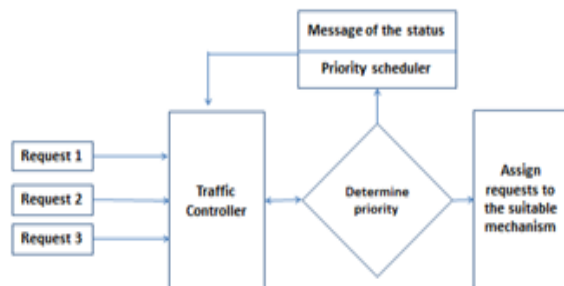 Message of the status
Priority scheduler
Request 1
Request 2
Request 3
Traffic
Controller
Determine
priority
Assign
requests to
the suitable
mechanism